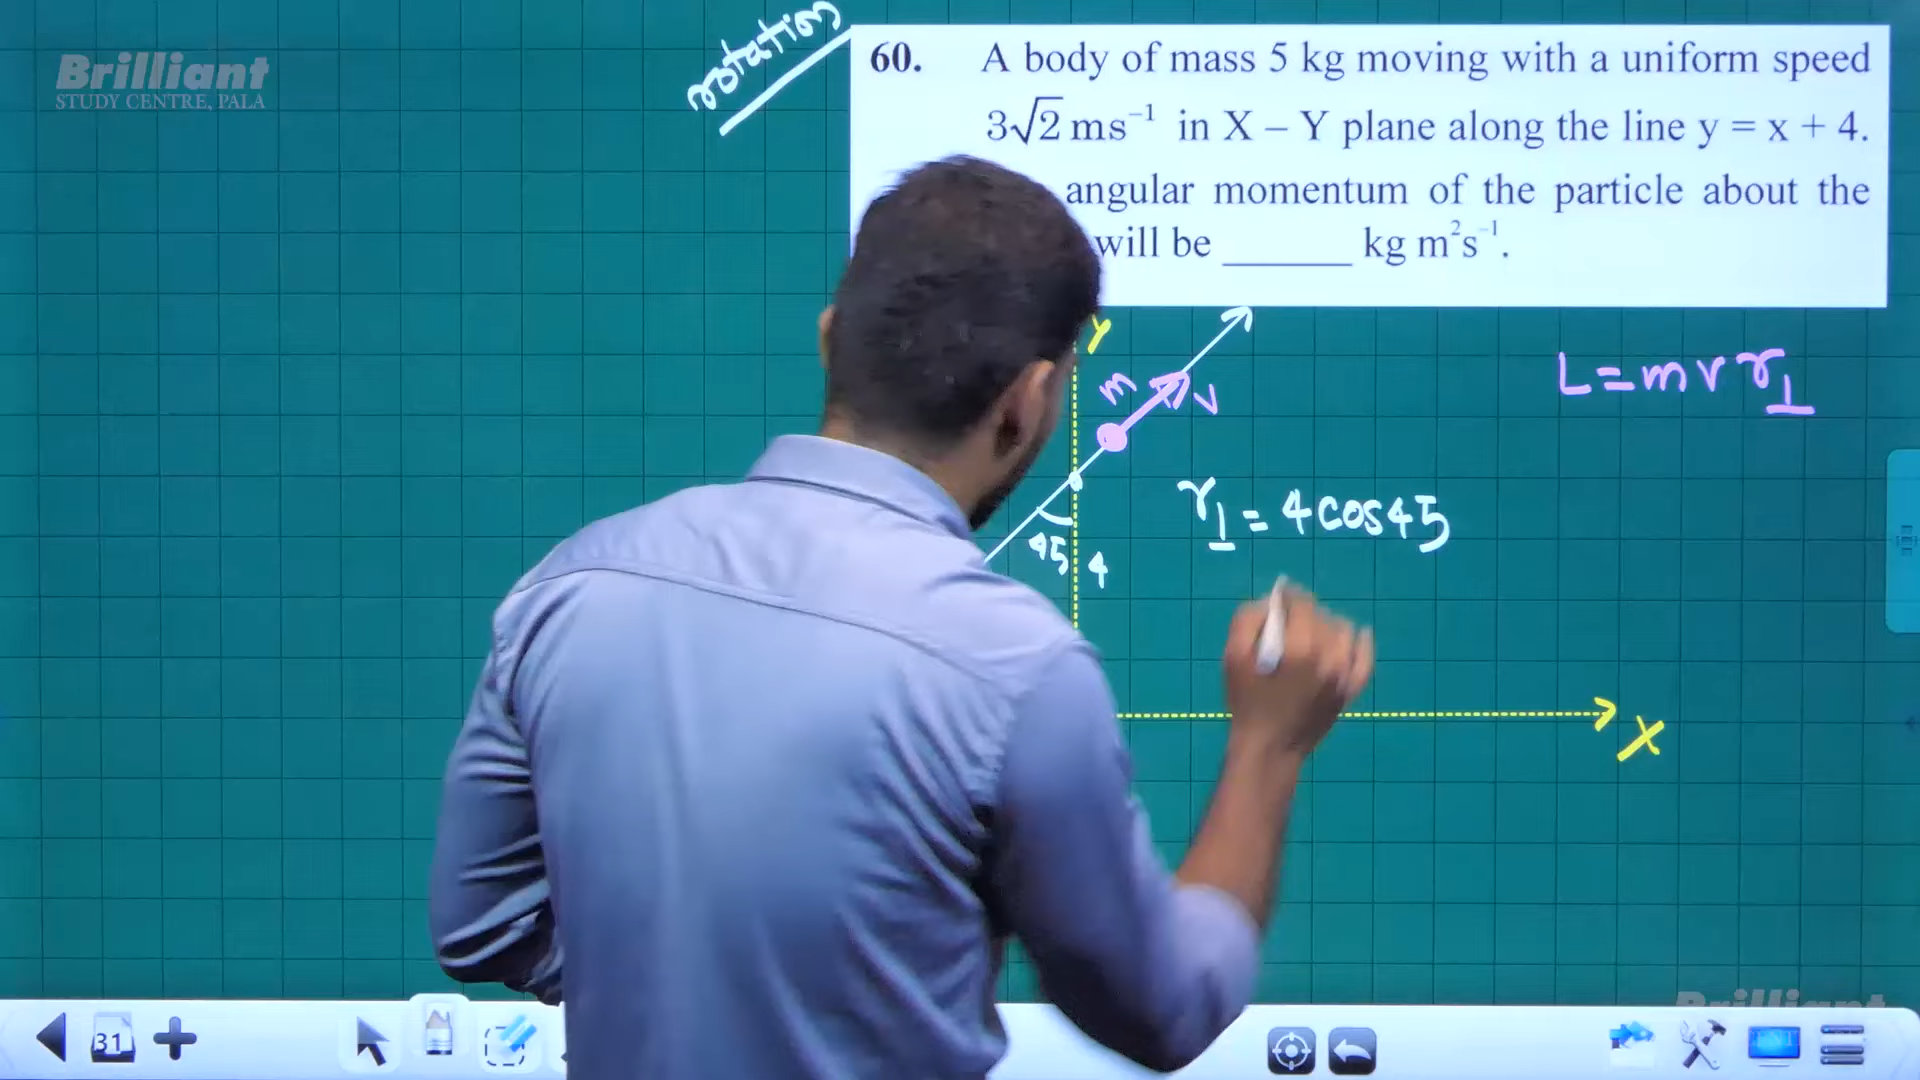 Brilliant
STUDY CENTRE, PALA
rotation
60. A body of mass 5 kg moving with a uniform speed
3√2 ms⁻¹ in X – Y plane along the line y = x + 4.
angular momentum of the particle about the
will be ______ kg m²s⁻¹.
Y
m
v
L = m v r⊥
r⊥ = 4cos45
45
4
X
Brilliant
31